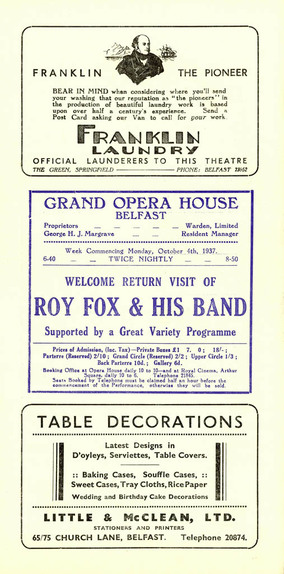 FRANKLIN THE PIONEER
BEAR IN MIND when considering where you'll send
your washing that our reputation as "the pioneers" in
the production of beautiful laundry work is based
upon over half a century's experience. Send a
Post Card asking our Van to call for your work.
FRANKLIN
LAUNDRY
OFFICIAL LAUNDERERS TO THIS THEATRE
THE GREEN, SPRINGFIELD —— PHONE: BELFAST
GRAND OPERA HOUSE
BELFAST
Proprietors — — — — — Warden, Limited
George H. J. Margrave — — — Resident Manager
Week Commencing Monday, October 4th, 1937.
6-40 — — TWICE NIGHTLY — — 8-50
WELCOME RETURN VISIT OF
ROY FOX & HIS BAND
Supported by a Great Variety Programme
Prices of Admission, (Inc. Tax)—Private Boxes £1 7. 0; 18/-;
Parterre (Reserved) 2/10; Grand Circle (Reserved) 2/2; Upper Circle 1/3;
Back Parterre 10d.; Gallery 6d.
Booking Office at Opera House daily 10 to 10—and at Royal Cinema, Arthur
Square, daily 10 to 6. Telephone 21945.
Seats Booked by Telephone must be claimed half an hour before the
commencement of the Performance, otherwise they will be sold.
TABLE DECORATIONS
Latest Designs in
D'oyleys, Serviettes, Table Covers.
:: Baking Cases, Souffle Cases, ::
Sweet Cases, Tray Cloths, Rice Paper
Wedding and Birthday Cake Decorations
LITTLE & McCLEAN, LTD.
STATIONERS AND PRINTERS
65/75 CHURCH LANE, BELFAST. Telephone 20874.